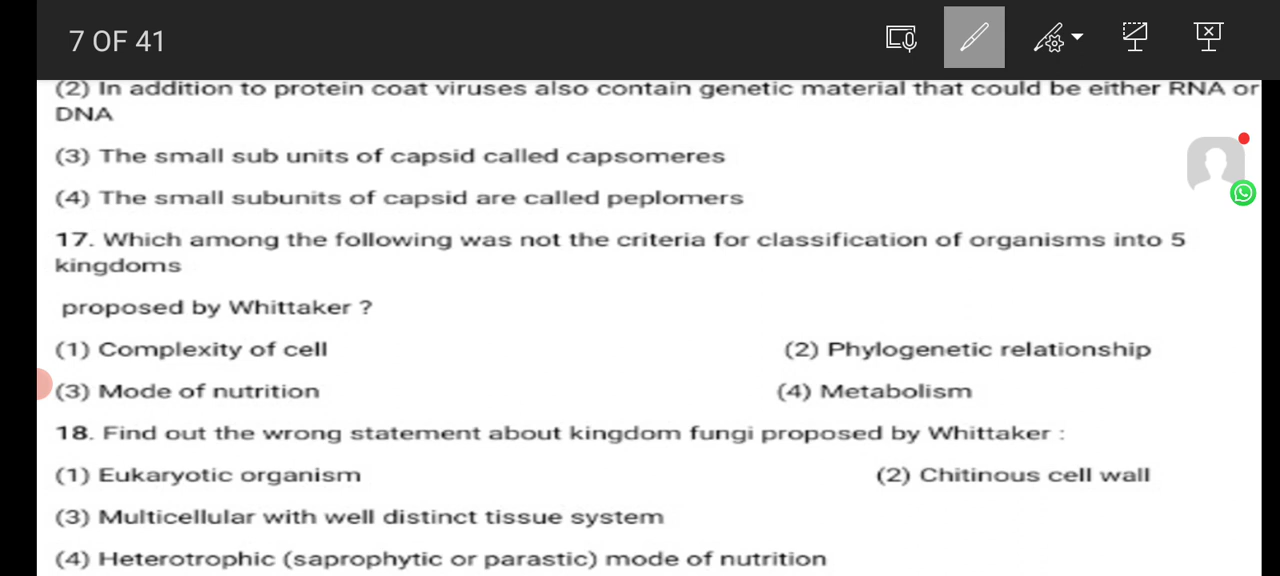 7 OF 41
(2) In addition to protein coat viruses also contain genetic material that could be either RNA or
DNA
(3) The small sub units of capsid called capsomeres
(4) The small subunits of capsid are called peplomers
17. Which among the following was not the criteria for classification of organisms into 5
kingdoms
proposed by Whittaker ?
(1) Complexity of cell (2) Phylogenetic relationship
(3) Mode of nutrition (4) Metabolism
18. Find out the wrong statement about kingdom fungi proposed by Whittaker :
(1) Eukaryotic organism (2) Chitinous cell wall
(3) Multicellular with well distinct tissue system
(4) Heterotrophic (saprophytic or parastic) mode of nutrition